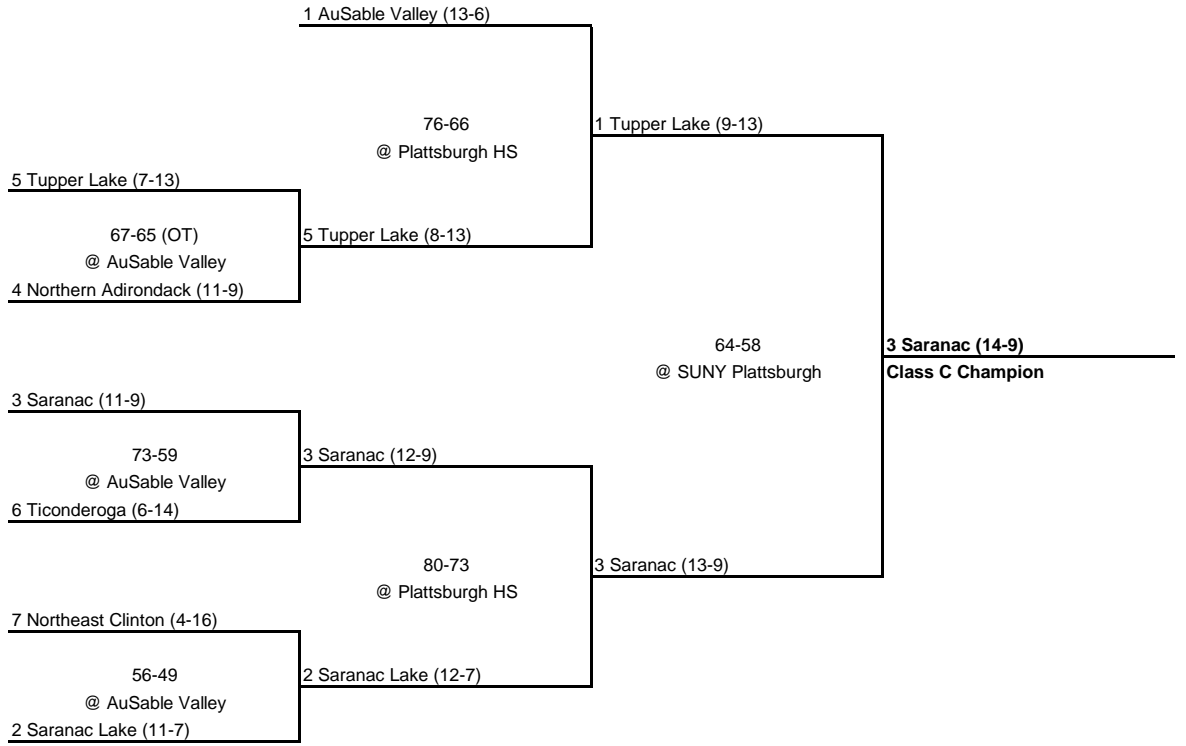 1 AuSable Valley (13-6)
76-66
@ Plattsburgh HS
1 Tupper Lake (9-13)
5 Tupper Lake (7-13)
67-65 (OT)
@ AuSable Valley
5 Tupper Lake (8-13)
4 Northern Adirondack (11-9)
64-58
@ SUNY Plattsburgh
3 Saranac (14-9)
Class C Champion
3 Saranac (11-9)
73-59
@ AuSable Valley
3 Saranac (12-9)
6 Ticonderoga (6-14)
80-73
@ Plattsburgh HS
3 Saranac (13-9)
7 Northeast Clinton (4-16)
56-49
@ AuSable Valley
2 Saranac Lake (12-7)
2 Saranac Lake (11-7)